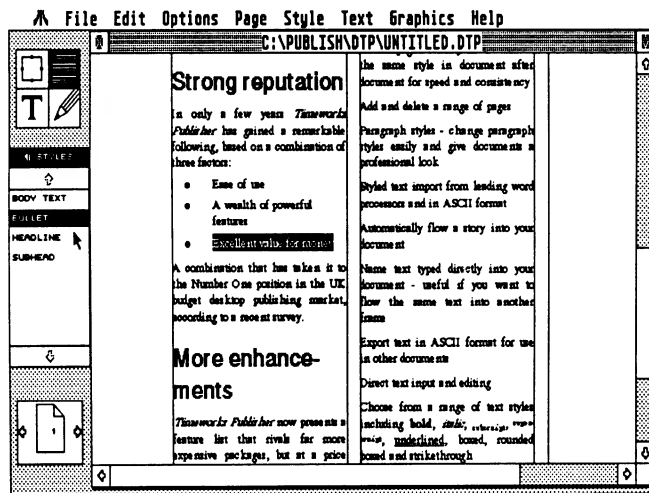 File Edit Options Page Style Text Graphics Help
C:\PUBLISH\DTP\UNTITLED.DTP
T
STYLES
BODY TEXT
BULLET
HEADLINE
SUBHEAD
1
Strong reputation
In only a few years Timeworks
Publisher has gained a remarkable
following, based on a combination of
three factors:
• Ease of use
• A wealth of powerful
features
• Excellent value for money
A combination that has taken it to
the Number One position in the UK
budget desktop publishing market,
according to a recent survey.
More enhance-
ments
Timeworks Publisher now presents a
feature list that rivals far more
expensive packages, but at a price
the same style in document after
document for speed and consistency
Add and delete a range of pages
Paragraph styles - change paragraph
styles easily and give documents a
professional look
Styled text import from leading word
processors and in ASCII format
Automatically flow a story into your
document
Name text typed directly into your
document - useful if you want to
flow the same text into another
frame
Export text in ASCII format for use
in other documents
Direct text input and editing
Choose from a range of text styles
including bold, italic,
underlined, boxed, rounded
boxed and strikethrough